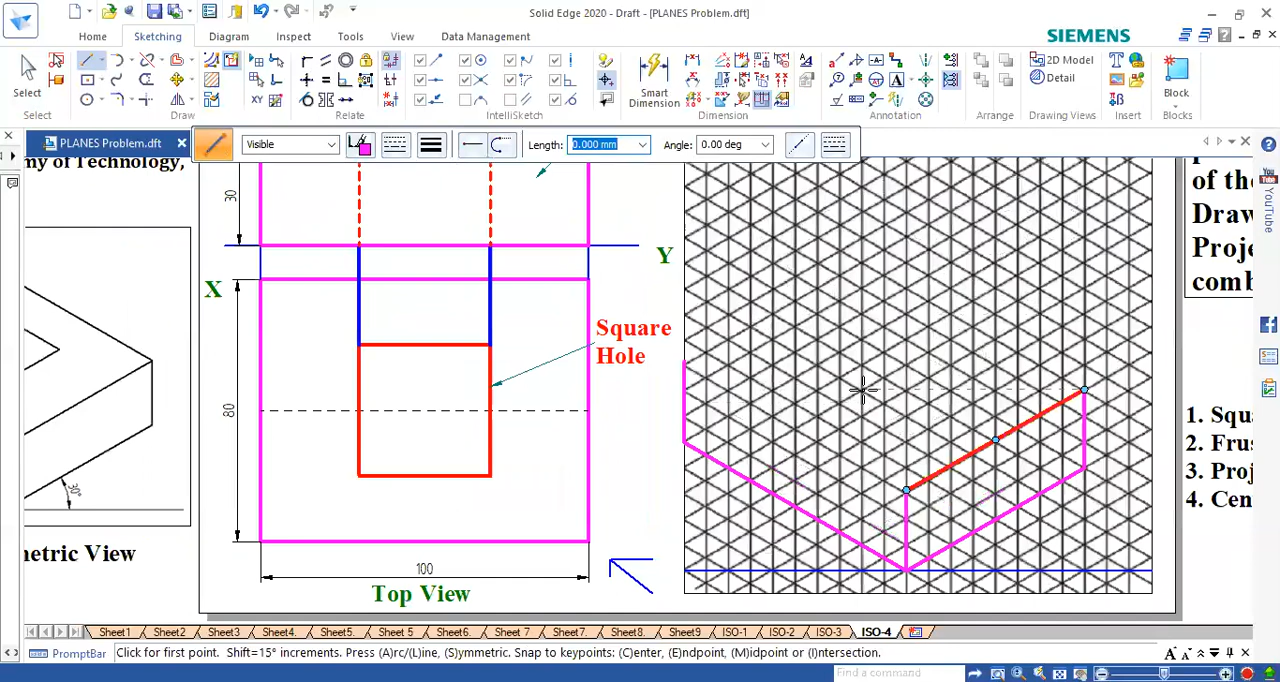 Solid Edge 2020 - Draft - [PLANES Problem.dft]
Home Sketching Diagram Inspect Tools View Data Management
SIEMENS
Select
Smart
Dimension
2D Model
Detail
Block
Select Draw Relate IntelliSketch Dimension Annotation Arrange Drawing Views Insert Blocks
PLANES Problem.dft
Visible
Length: 0.000 mm Angle: 0.00 deg
my of Technology,
30
X
Y
80
Square
Hole
100
Top View
30°
metric View
of the
Draw
Proje
comb
1. Squ
2. Fru
3. Proj
4. Cen
YouTube
Sheet1 Sheet2 Sheet3 Sheet4. Sheet5. Sheet 5 Sheet6. Sheet 7 Sheet7. Sheet8. Sheet9 ISO-1 ISO-2 ISO-3 ISO-4
PromptBar Click for first point. Shift=15° increments. Press (A)rc/(L)ine, (S)ymmetric. Snap to keypoints: (C)enter, (E)ndpoint, (M)idpoint or (I)ntersection.
Find a command